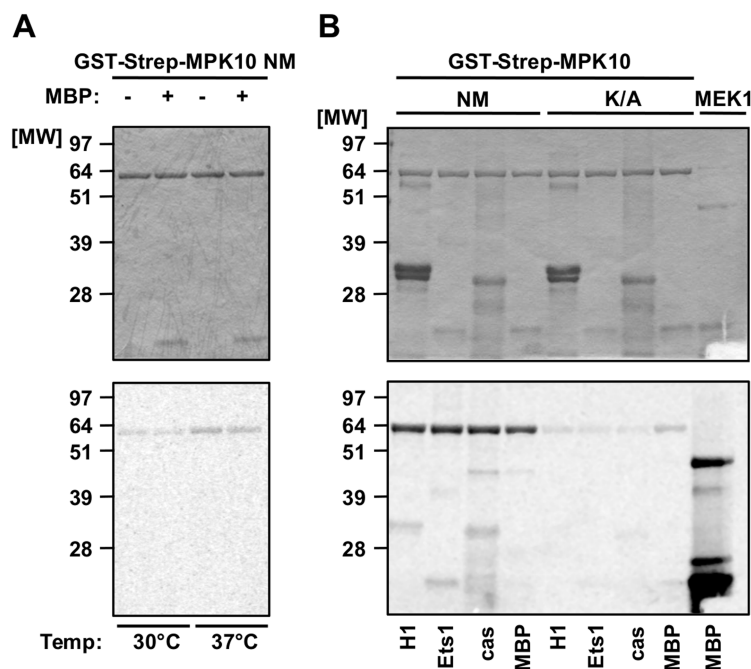 A
GST-Strep-MPK10 NM
MBP: - + - +
[MW]
97
64
51
39
28
97
64
51
39
28
Temp: 30°C 37°C
B
GST-Strep-MPK10
NM K/A MEK1
[MW]
97
64
51
39
28
97
64
51
39
28
H1 Ets1 cas MBP H1 Ets1 cas MBP MBP